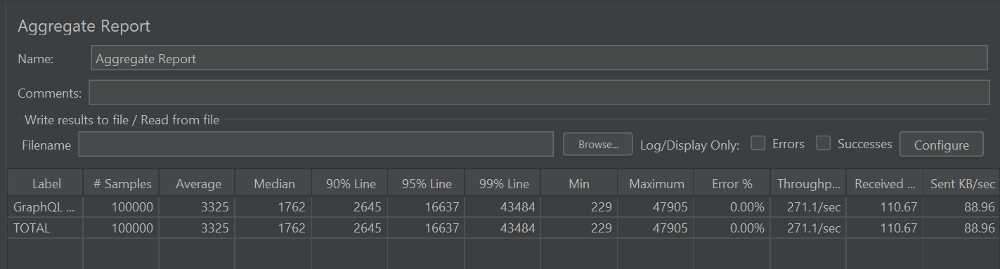 Aggregate Report
Name: Aggregate Report
Comments:
Write results to file / Read from file
Filename Browse... Log/Display Only: Errors Successes Configure
Label # Samples Average Median 90% Line 95% Line 99% Line Min Maximum Error % Throughp... Received ... Sent KB/sec
GraphQL ... 100000 3325 1762 2645 16637 43484 229 47905 0.00% 271.1/sec 110.67 88.96
TOTAL 100000 3325 1762 2645 16637 43484 229 47905 0.00% 271.1/sec 110.67 88.96